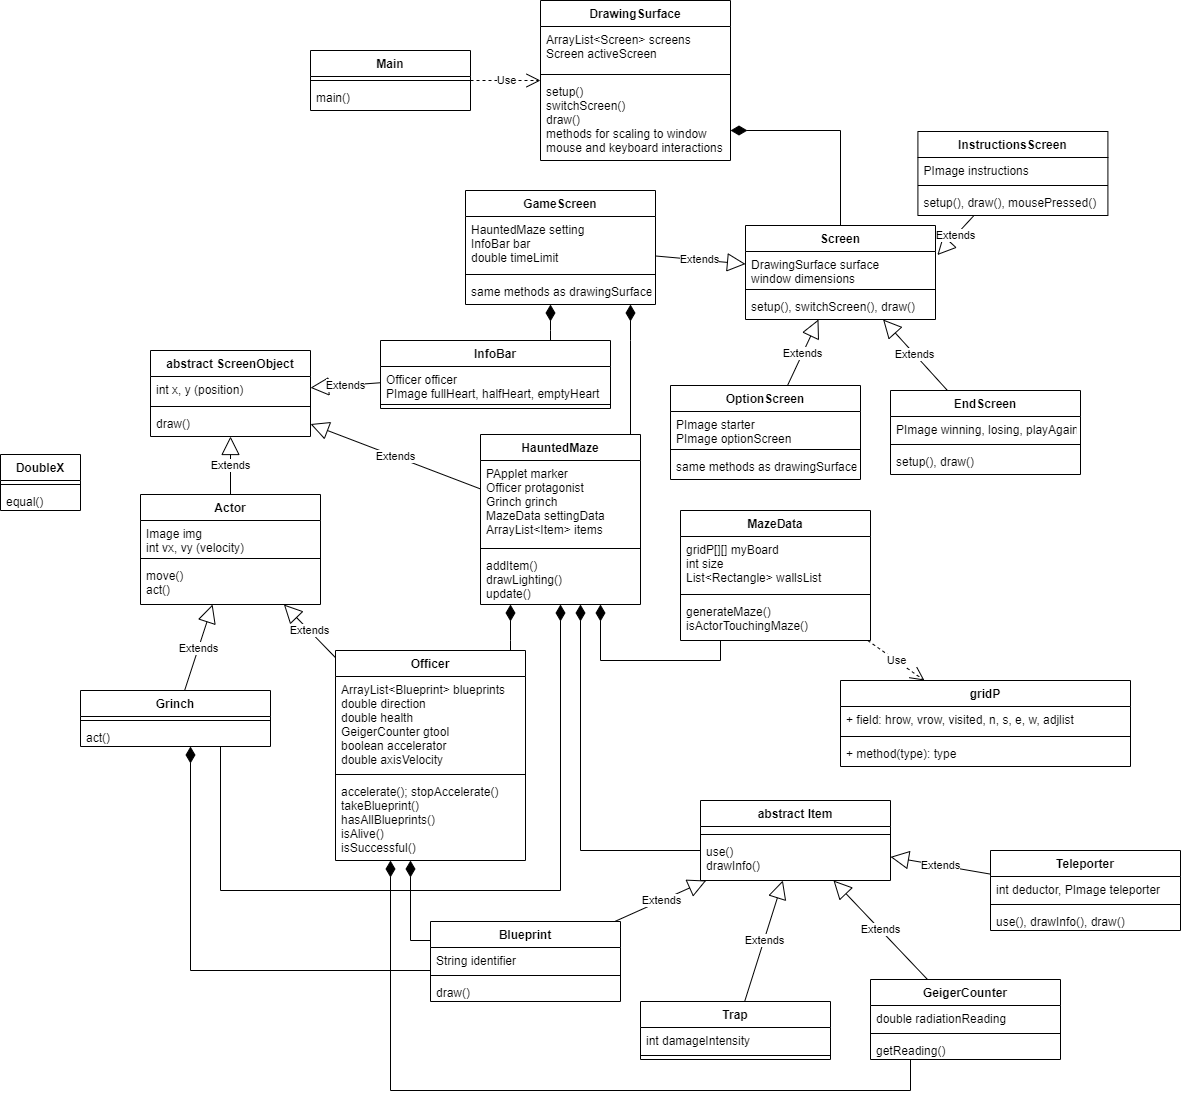 DrawingSurface
ArrayList<Screen> screens
Screen activeScreen
setup()
switchScreen()
draw()
methods for scaling to window
mouse and keyboard interactions
Main
main()
Use
InstructionsScreen
PImage instructions
setup(), draw(), mousePressed()
Extends
GameScreen
HauntedMaze setting
InfoBar bar
double timeLimit
same methods as drawingSurface
Extends
Screen
DrawingSurface surface
window dimensions
setup(), switchScreen(), draw()
Extends
Extends
abstract ScreenObject
int x, y (position)
draw()
Extends
InfoBar
Officer officer
PImage fullHeart, halfHeart, emptyHeart
OptionScreen
PImage starter
PImage optionScreen
same methods as drawingSurface
EndScreen
PImage winning, losing, playAgain
setup(), draw()
DoubleX
equal()
Extends
Extends
HauntedMaze
PApplet marker
Officer protagonist
Grinch grinch
MazeData settingData
ArrayList<Item> items
addItem()
drawLighting()
update()
Actor
Image img
int vx, vy (velocity)
move()
act()
MazeData
gridP[][] myBoard
int size
List<Rectangle> wallsList
generateMaze()
isActorTouchingMaze()
Extends
Extends
Use
Grinch
act()
Officer
ArrayList<Blueprint> blueprints
double direction
double health
GeigerCounter gtool
boolean accelerator
double axisVelocity
accelerate(); stopAccelerate()
takeBlueprint()
hasAllBlueprints()
isAlive()
isSuccessful()
gridP
+ field: hrow, vrow, visited, n, s, e, w, adjlist
+ method(type): type
abstract Item
use()
drawInfo()
Extends
Teleporter
int deductor, PImage teleporter
use(), drawInfo(), draw()
Extends
Extends
Extends
Blueprint
String identifier
draw()
Trap
int damageIntensity
GeigerCounter
double radiationReading
getReading()